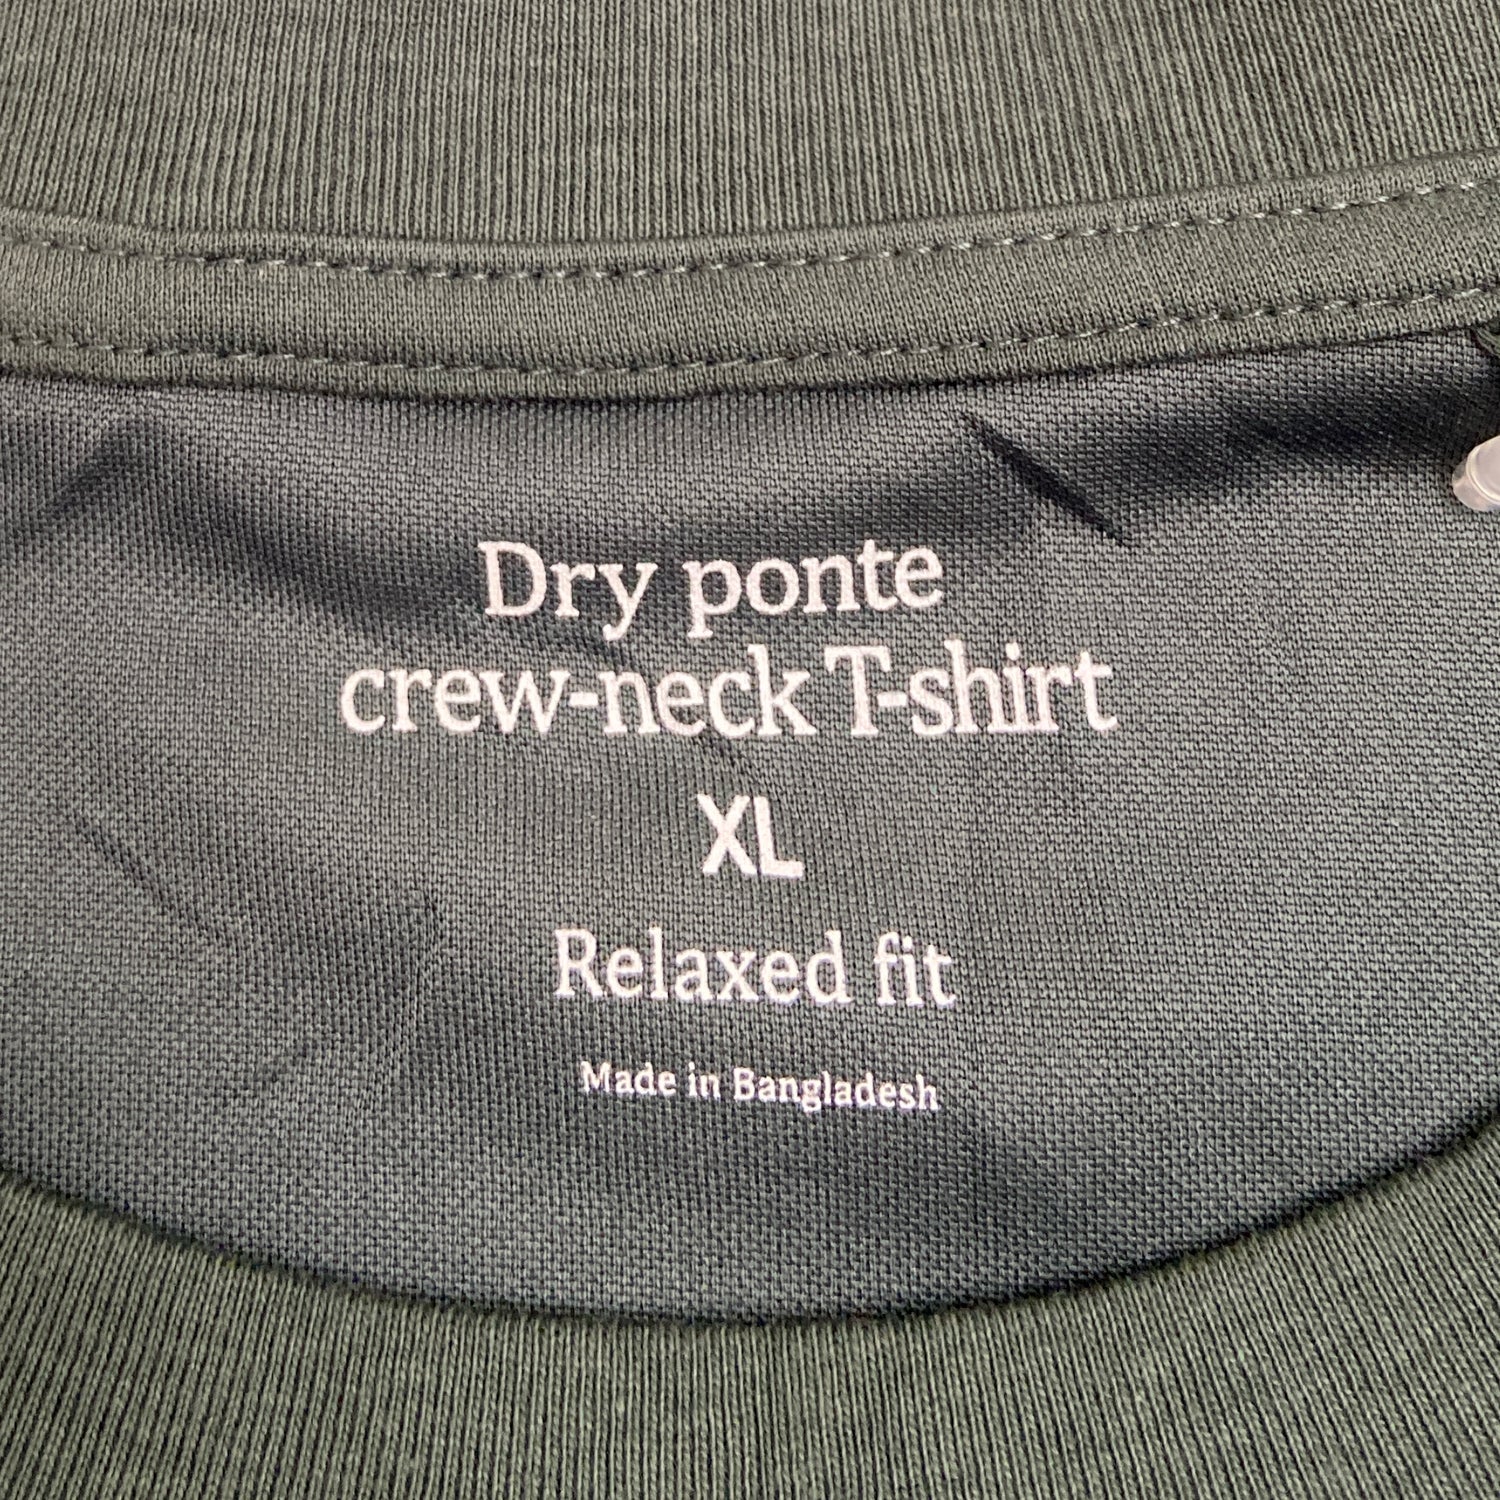 Dry ponte
crew-neck T-shirt
XL
Relaxed fit
Made in Bangladesh